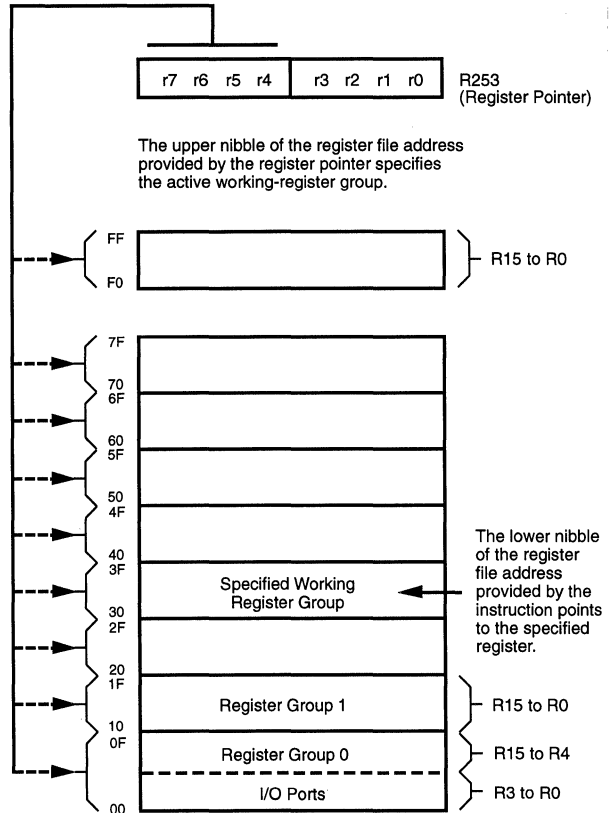 r7 r6 r5 r4 r3 r2 r1 r0
R253
(Register Pointer)
The upper nibble of the register file address
provided by the register pointer specifies
the active working-register group.
FF
F0
R15 to R0
7F
70
6F
60
5F
50
4F
40
3F
Specified Working
Register Group
30
2F
The lower nibble
of the register
file address
provided by the
instruction points
to the specified
register.
20
1F
Register Group 1
R15 to R0
10
0F
Register Group 0
R15 to R4
I/O Ports
R3 to R0
00